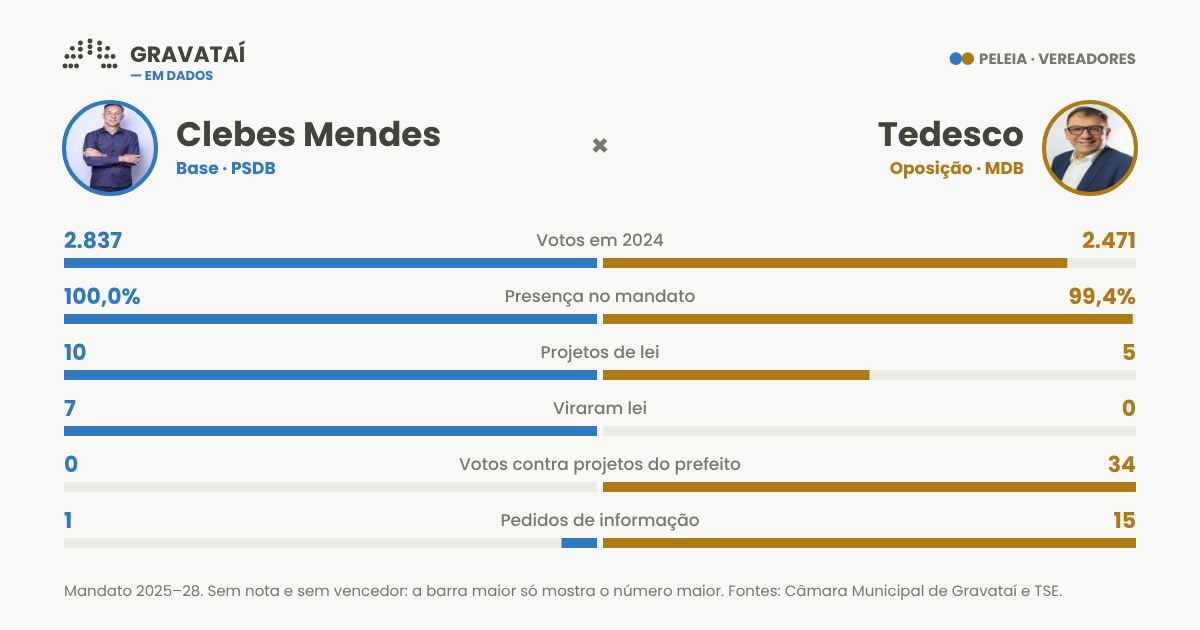 GRAVATAÍ
— EM DADOS
PELEIA · VEREADORES
Clebes Mendes
Base · PSDB
×
Tedesco
Oposição · MDB
2.837 Votos em 2024 2.471
100,0% Presença no mandato 99,4%
10 Projetos de lei 5
7 Viraram lei 0
0 Votos contra projetos do prefeito 34
1 Pedidos de informação 15
Mandato 2025–28. Sem nota e sem vencedor: a barra maior só mostra o número maior. Fontes: Câmara Municipal de Gravataí e TSE.